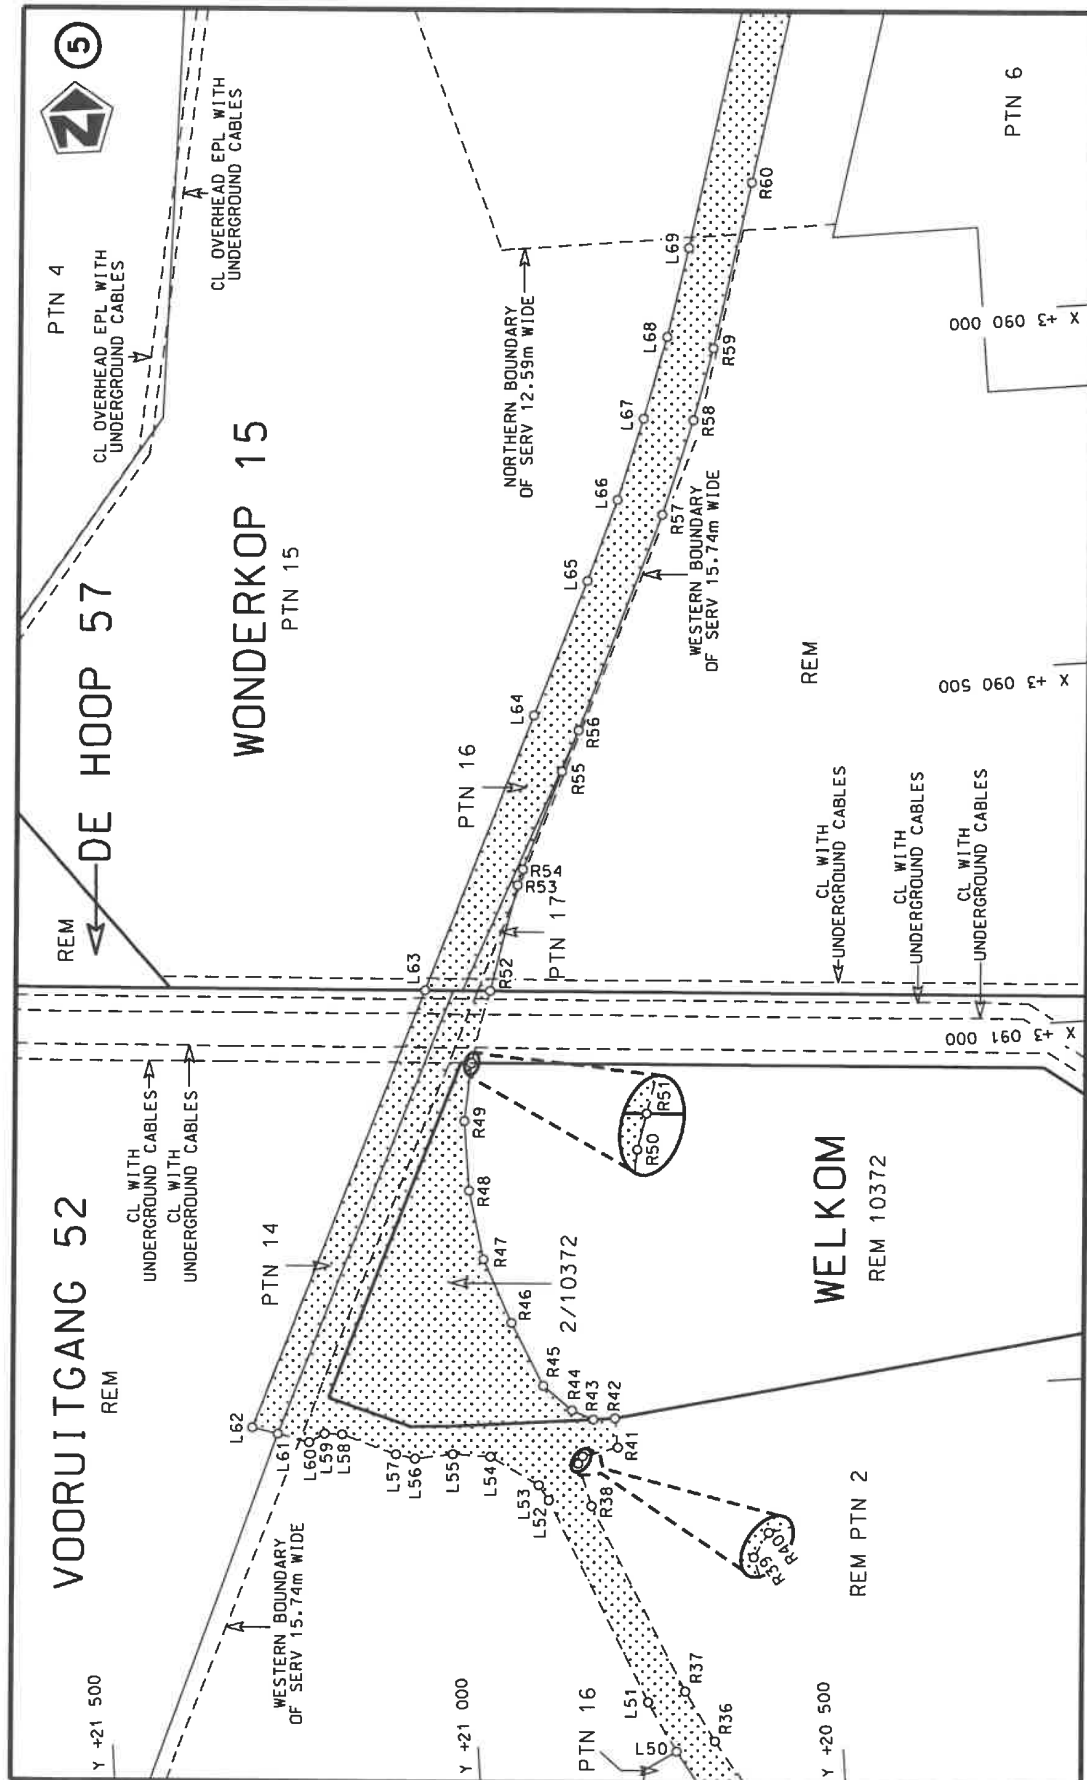 5
N
PTN 4
CL OVERHEAD EPL WITH
UNDERGROUND CABLES
CL OVERHEAD EPL WITH
UNDERGROUND CABLES
DE HOOP 57
REM
WONDERKOP 15
PTN 15
NORTHERN BOUNDARY
OF SERV 12.59m WIDE
PTN 6
L69
R60
L68
R59
L67
R58
L66
R57
L65
WESTERN BOUNDARY
OF SERV 15.74m WIDE
REM
X +3 090 000
X +3 090 500
L64
R56
R55
PTN 16
R54
R53
PTN 17
L63
R52
CL WITH
UNDERGROUND CABLES
CL WITH
UNDERGROUND CABLES
CL WITH
UNDERGROUND CABLES
X +3 091 000
VOORUITGANG 52
REM
CL WITH
UNDERGROUND CABLES
CL WITH
UNDERGROUND CABLES
PTN 14
R49
R48
R47
R46
R45
R44
R43
R42
R41
R50
R51
2/10372
WELKOM
REM 10372
L62
L61
L60
L59
L58
L57
L56
L55
L54
L53
L52
R38
R39
R40
REM PTN 2
WESTERN BOUNDARY
OF SERV 15.74m WIDE
L51
R37
L50
R36
PTN 16
Y +21 500
Y +21 000
Y +20 500